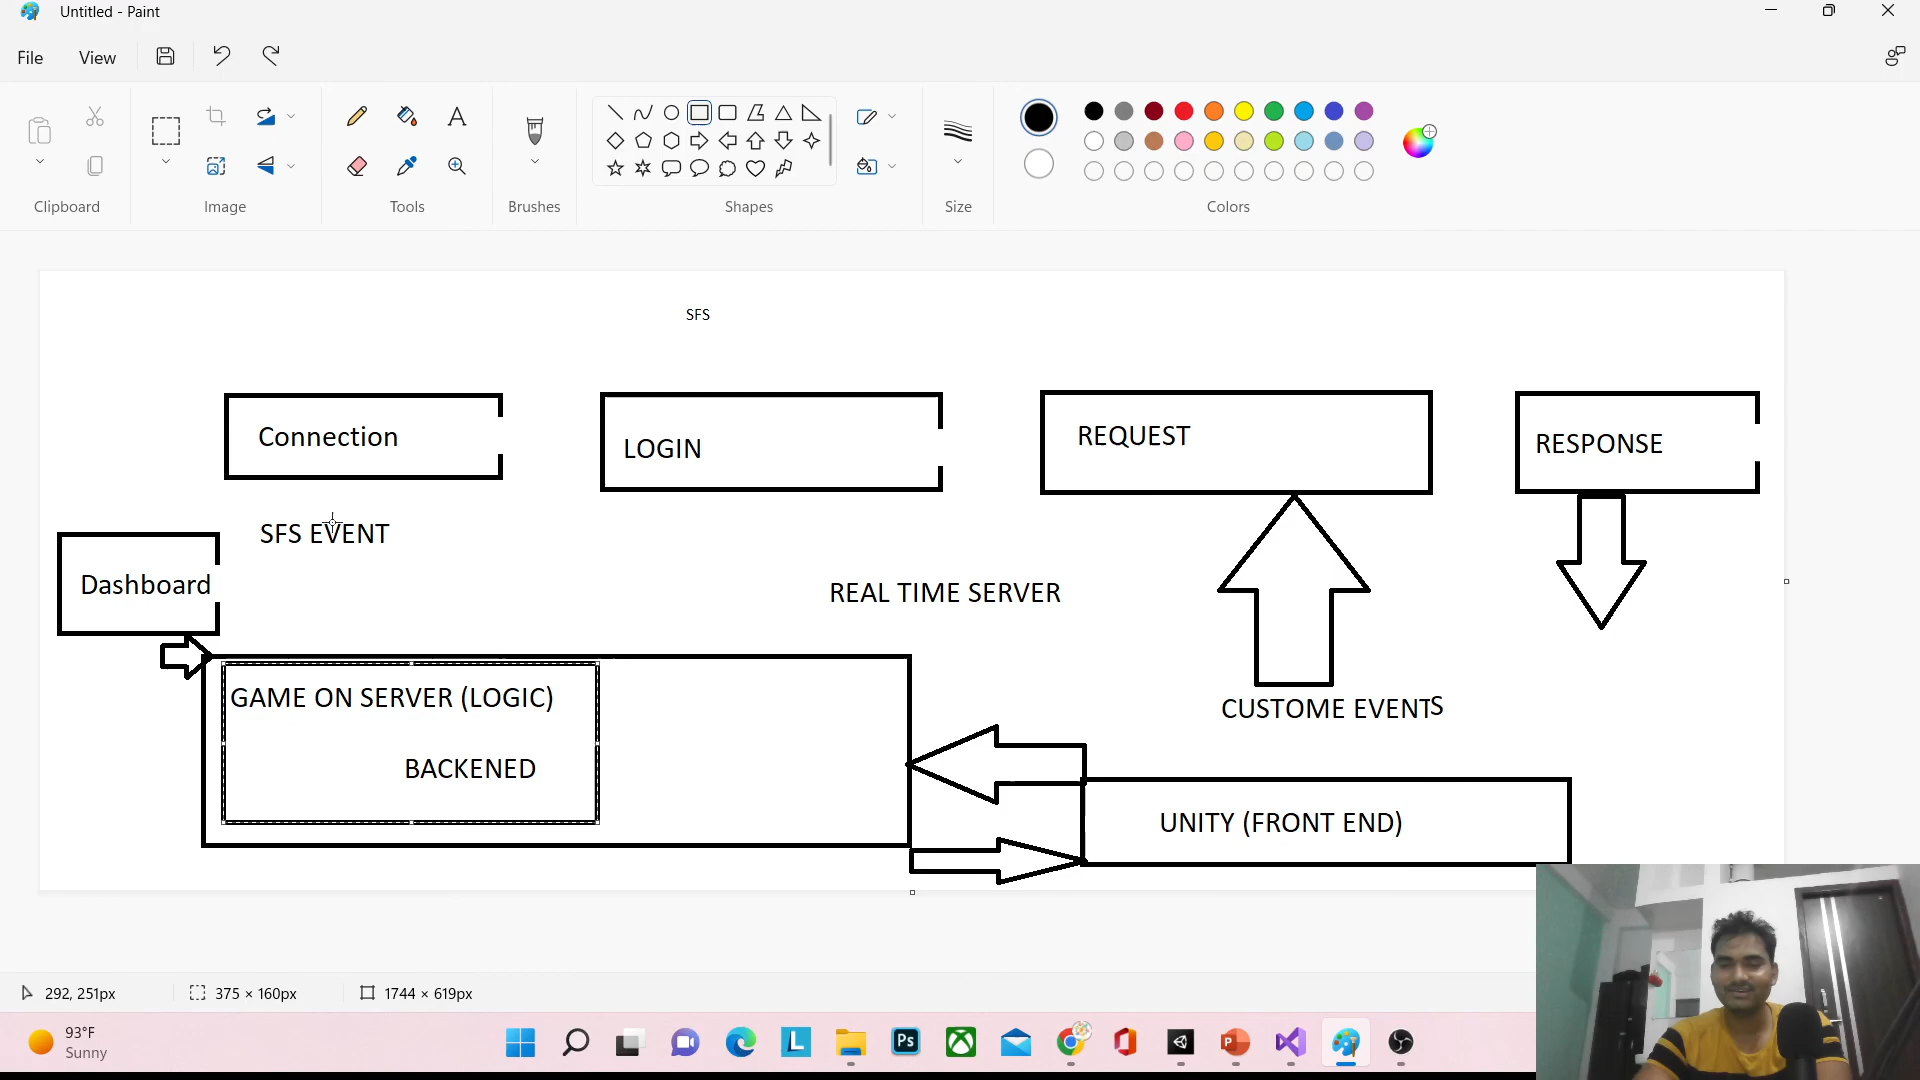 Untitled - Paint
File
View
Clipboard
Image
Tools
Brushes
Shapes
Size
Colors
SFS
Connection
LOGIN
REQUEST
RESPONSE
SFS EVENT
Dashboard
REAL TIME SERVER
GAME ON SERVER (LOGIC)
CUSTOME EVENTS
BACKENED
UNITY (FRONT END)
292, 251px
375 × 160px
1744 × 619px
93°F
Sunny